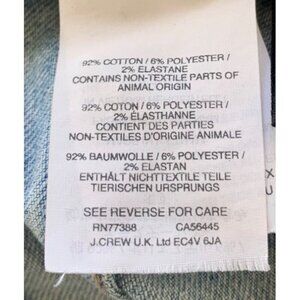 92% COTTON / 6% POLYESTER /
2% ELASTANE
CONTAINS NON-TEXTILE PARTS OF
ANIMAL ORIGIN
92% COTON / 6% POLYESTER /
2% ÉLASTHANNE
CONTIENT DES PARTIES
NON-TEXTILES D'ORIGINE ANIMALE
92% BAUMWOLLE / 6% POLYESTER /
2% ELASTAN
ENTHÄLT NICHTTEXTILE TEILE
TIERISCHEN URSPRUNGS
SEE REVERSE FOR CARE
RN77388 CA56445
J.CREW U.K. Ltd EC4V 6JA